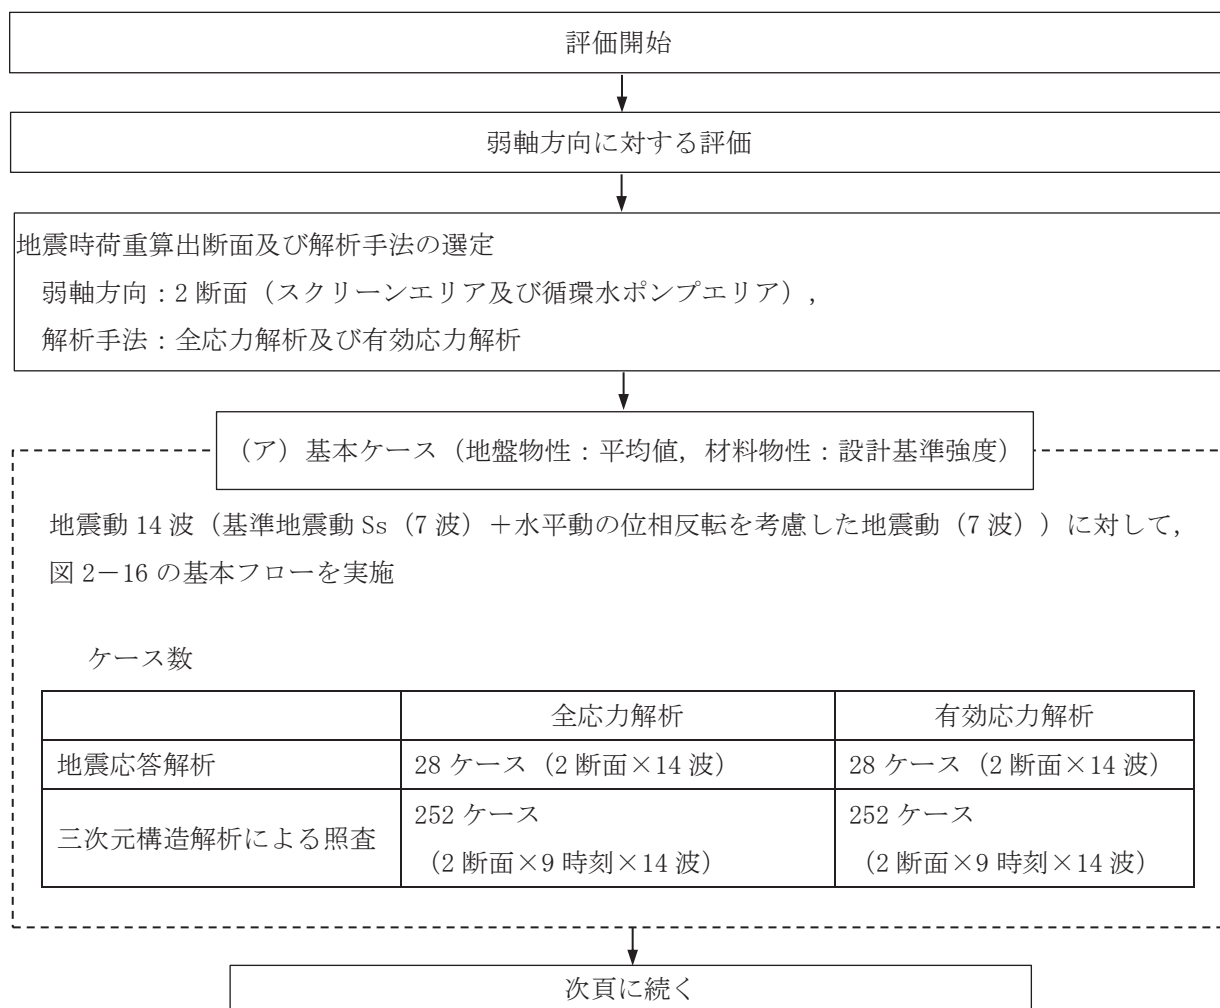 評価開始
弱軸方向に対する評価
地震時荷重算出断面及び解析手法の選定
弱軸方向：2 断面（スクリーンエリア及び循環水ポンプエリア），
解析手法：全応力解析及び有効応力解析
（ア）基本ケース（地盤物性：平均値，材料物性：設計基準強度）
地震動 14 波（基準地震動 Ss（7 波）＋水平動の位相反転を考慮した地震動（7 波））に対して，
図 2－16 の基本フローを実施
ケース数
全応力解析 有効応力解析
地震応答解析 28 ケース（2 断面×14 波） 28 ケース（2 断面×14 波）
三次元構造解析による照査 252 ケース 252 ケース
（2 断面×9 時刻×14 波） （2 断面×9 時刻×14 波）
次頁に続く